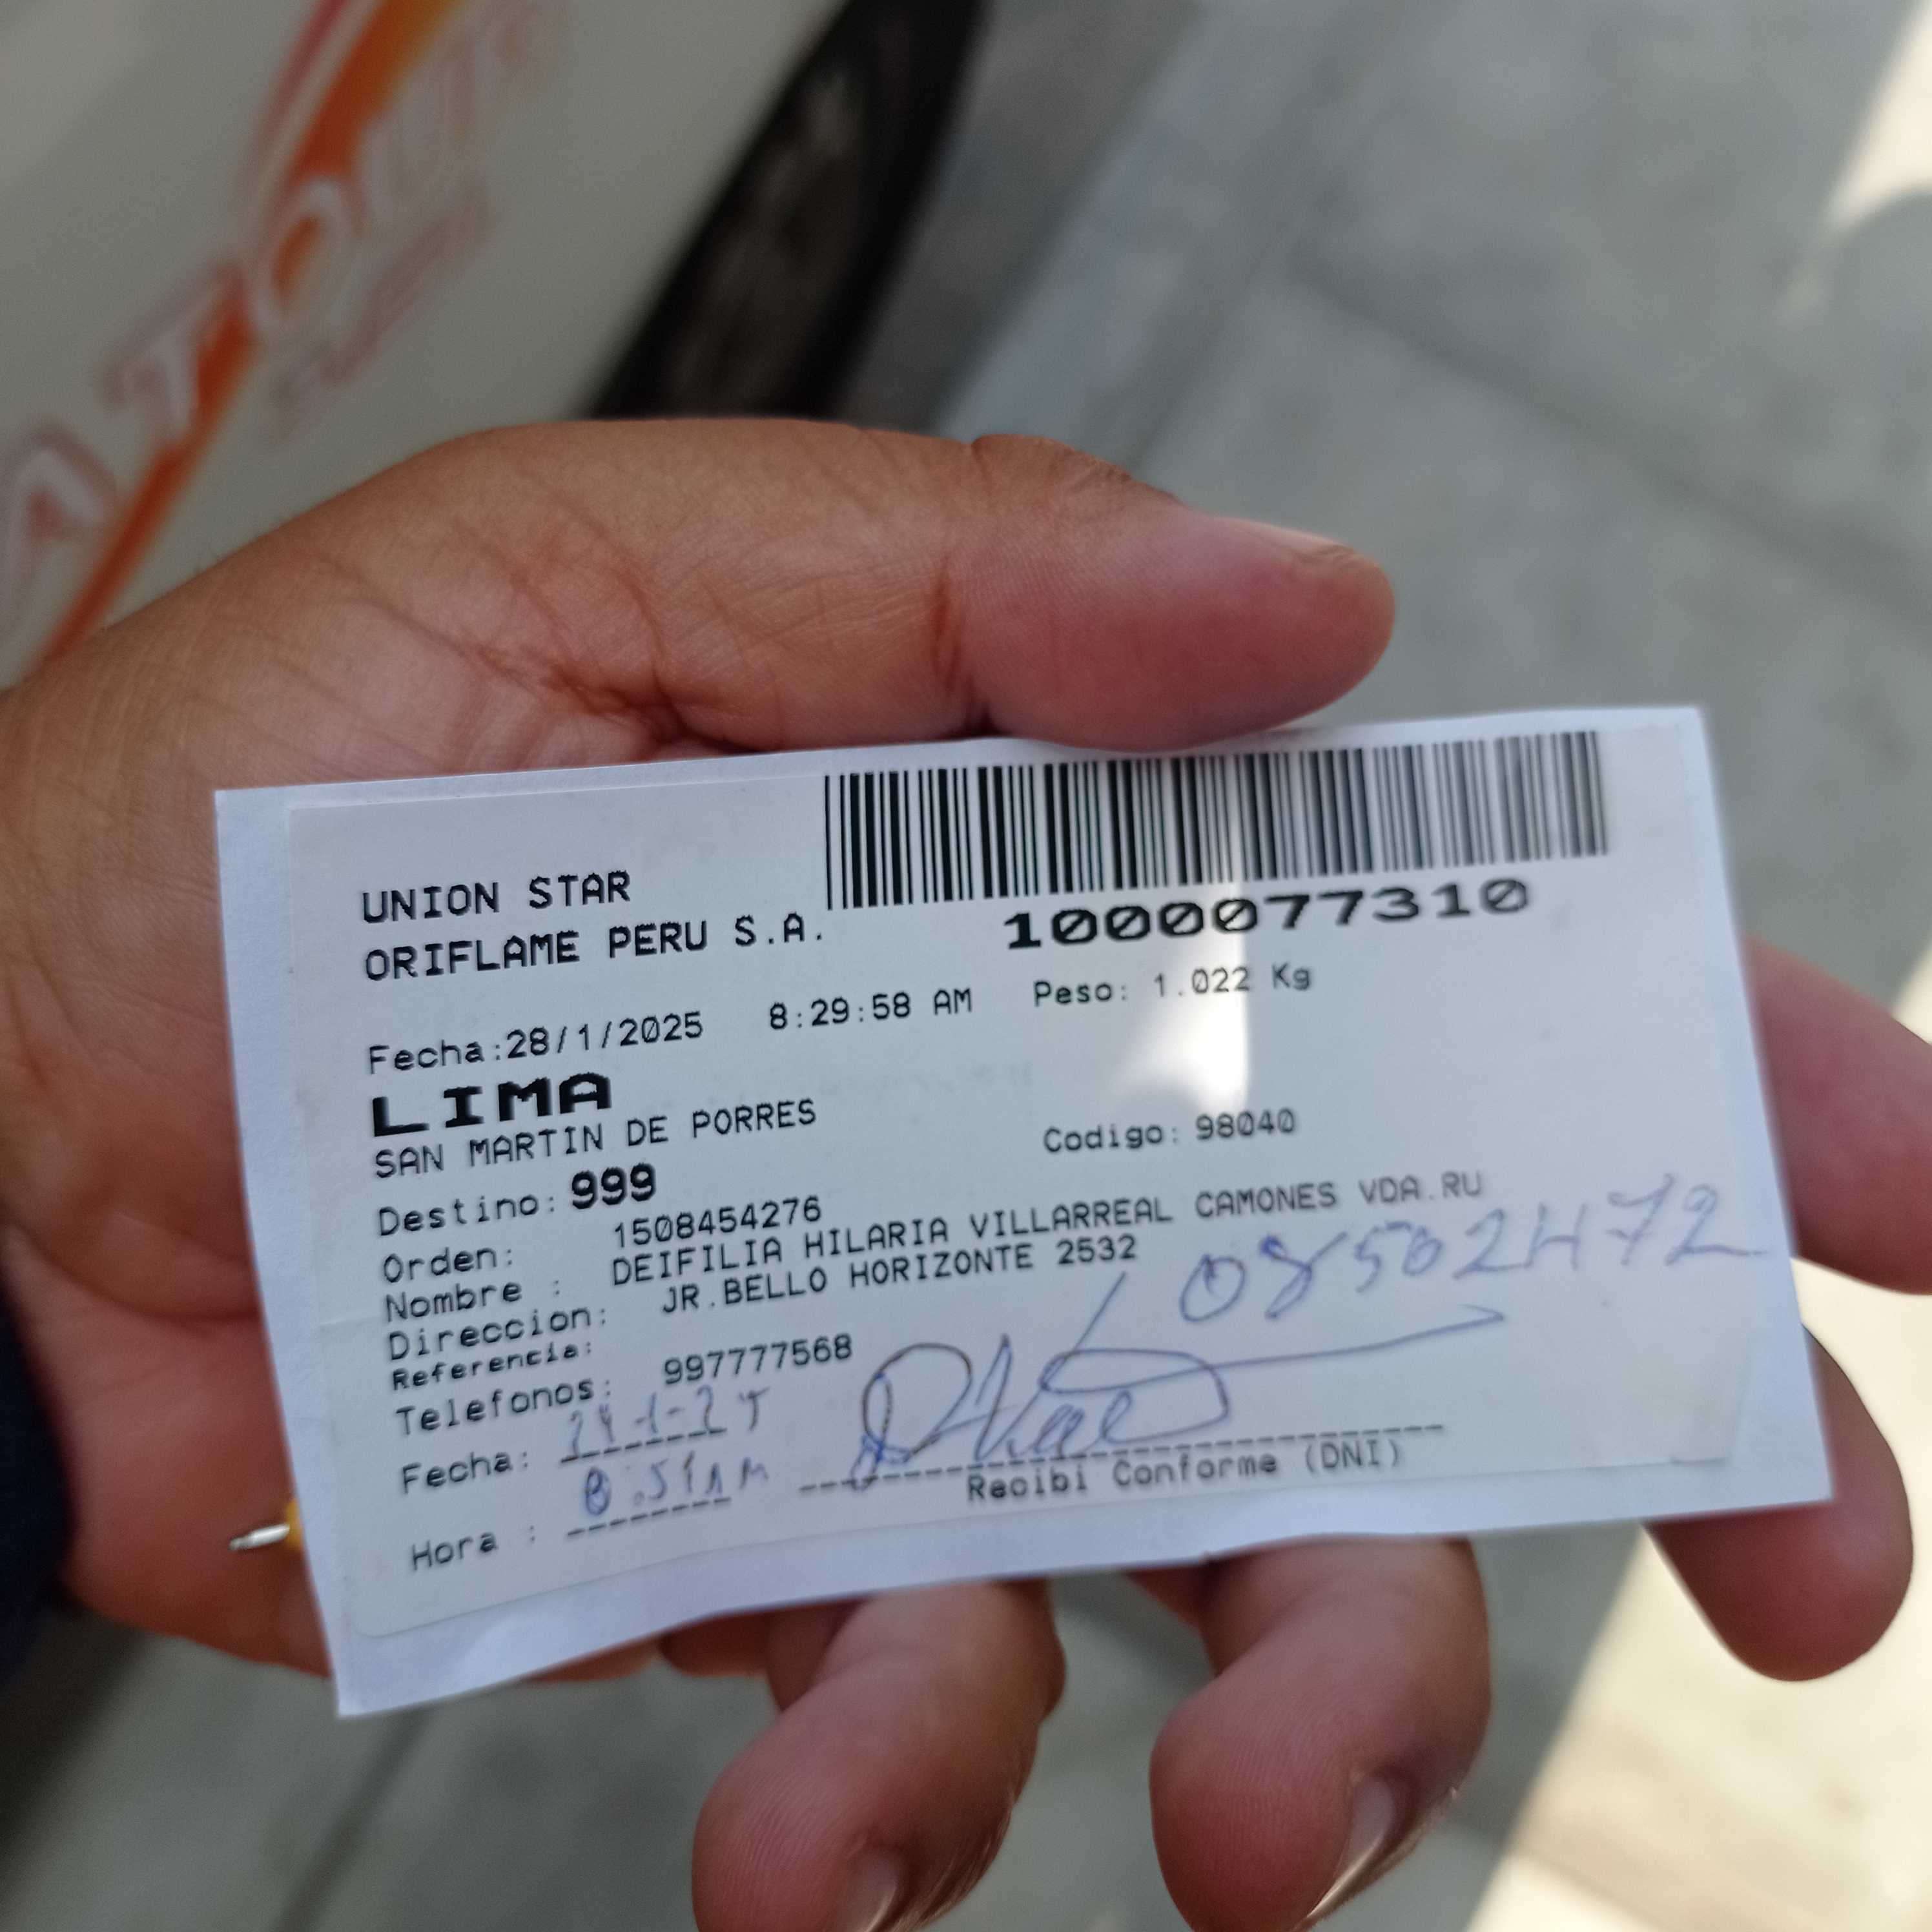 UNION STAR
ORIFLAME PERU S.A.
1000077310
Fecha:28/1/2025 8:29:58 AM Peso: 1.022 Kg
LIMA
SAN MARTIN DE PORRES
Destino: 999 Codigo: 98040
Orden: 1508454276
Nombre : DEIFILIA HILARIA VILLARREAL CAMONES VDA.RU
Direccion: JR.BELLO HORIZONTE 2532
Referencia:
Telefonos: 997777568
Fecha:
Hora :
Recibi Conforme (DNI)